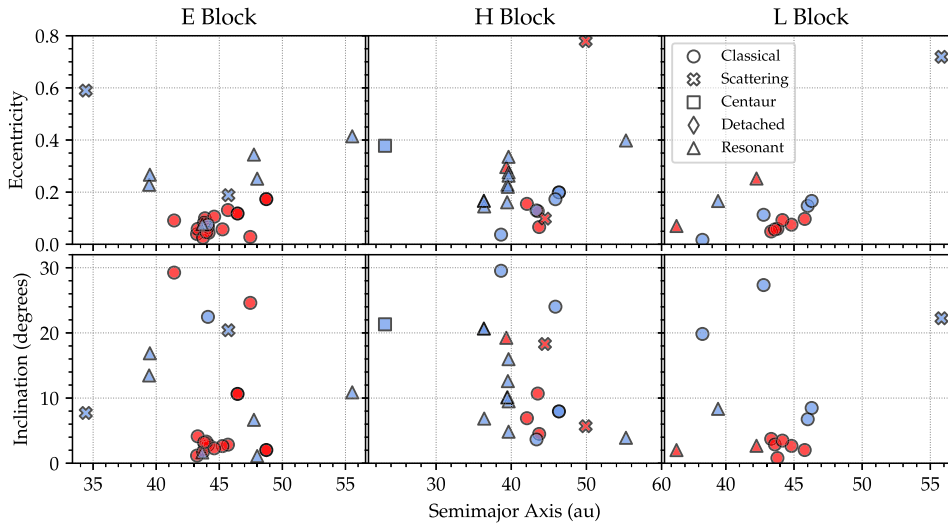 E Block H Block L Block
Eccentricity
0.8
0.6
0.4
0.2
0.0
Classical
Scattering
Centaur
Detached
Resonant
Inclination (degrees)
30
20
10
0
35 40 45 50 55 30 40 50 60 40 45 50 55
Semimajor Axis (au)